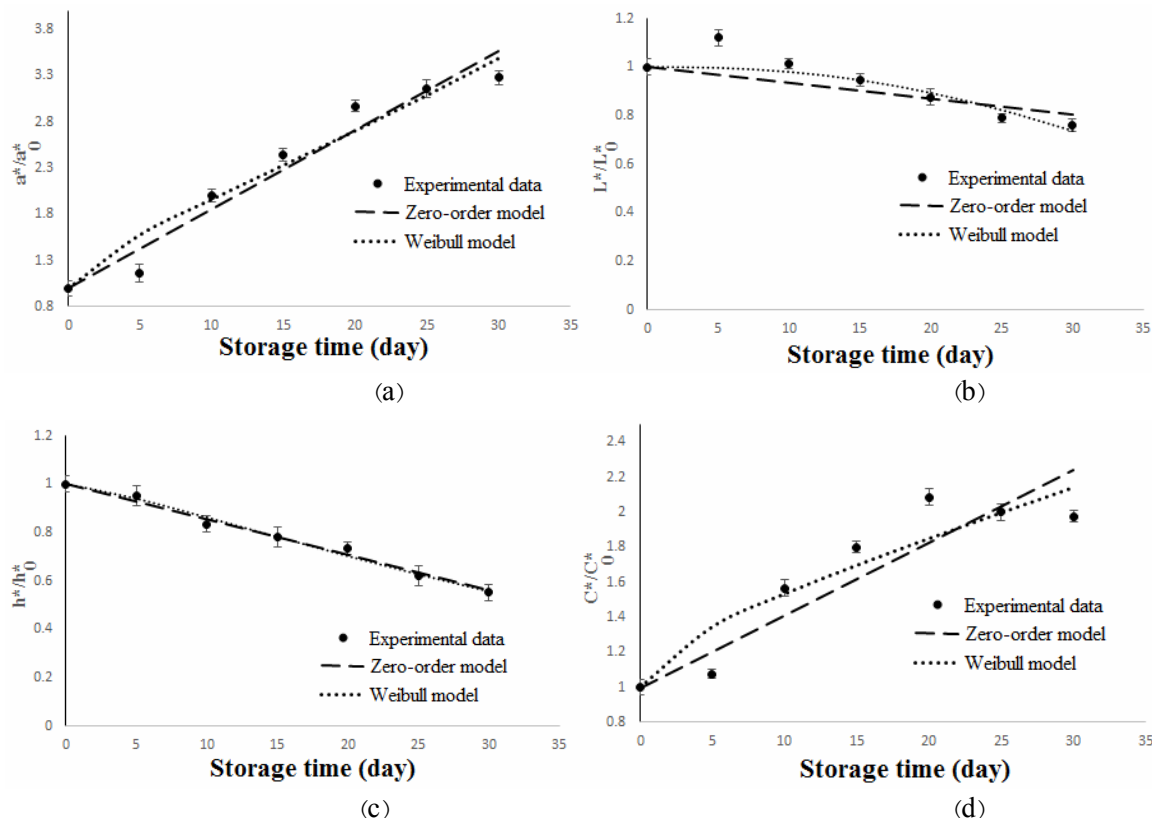 3.8
3.3
2.8
2.3
1.8
1.3
0.8
a*/a*0
0 5 10 15 20 25 30 35
Storage time (day)
Experimental data
Zero-order model
Weibull model
(a)
1.2
1
0.8
0.6
0.4
0.2
0
L*/L*0
0 5 10 15 20 25 30 35
Storage time (day)
Experimental data
Zero-order model
Weibull model
(b)
1.2
1
0.8
0.6
0.4
0.2
0
h*/h*0
0 5 10 15 20 25 30 35
Storage time (day)
Experimental data
Zero-order model
Weibull model
(c)
2.4
2.2
2
1.8
1.6
1.4
1.2
1
0.8
C*/C*0
0 5 10 15 20 25 30 35
Storage time (day)
Experimental data
Zero-order model
Weibull model
(d)